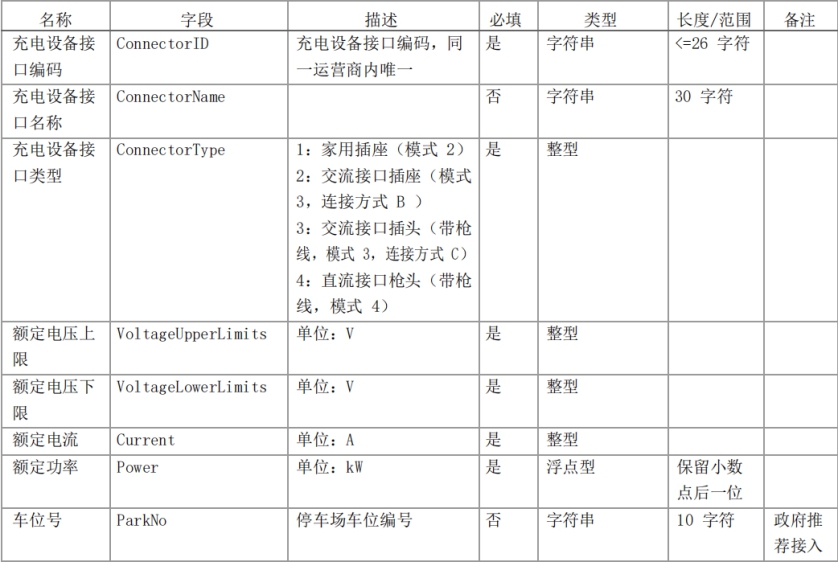 名称 字段 描述 必填 类型 长度/范围 备注
充电设备接 ConnectorID 充电设备接口编码，同 是 字符串 <=26 字符
口编码 一运营商内唯一
充电设备接 ConnectorName 否 字符串 30 字符
口名称
充电设备接 ConnectorType 1：家用插座（模式 2） 是 整型
口类型 2：交流接口插座（模式
3，连接方式 B ）
3：交流接口插头（带枪
线，模式 3，连接方式 C）
4：直流接口枪头（带枪
线，模式 4）
额定电压上 VoltageUpperLimits 单位：V 是 整型
限
额定电压下 VoltageLowerLimits 单位：V 是 整型
限
额定电流 Current 单位：A 是 整型
额定功率 Power 单位：kW 是 浮点型 保留小数
点后一位
车位号 ParkNo 停车场车位编号 否 字符串 10 字符 政府推
荐接入